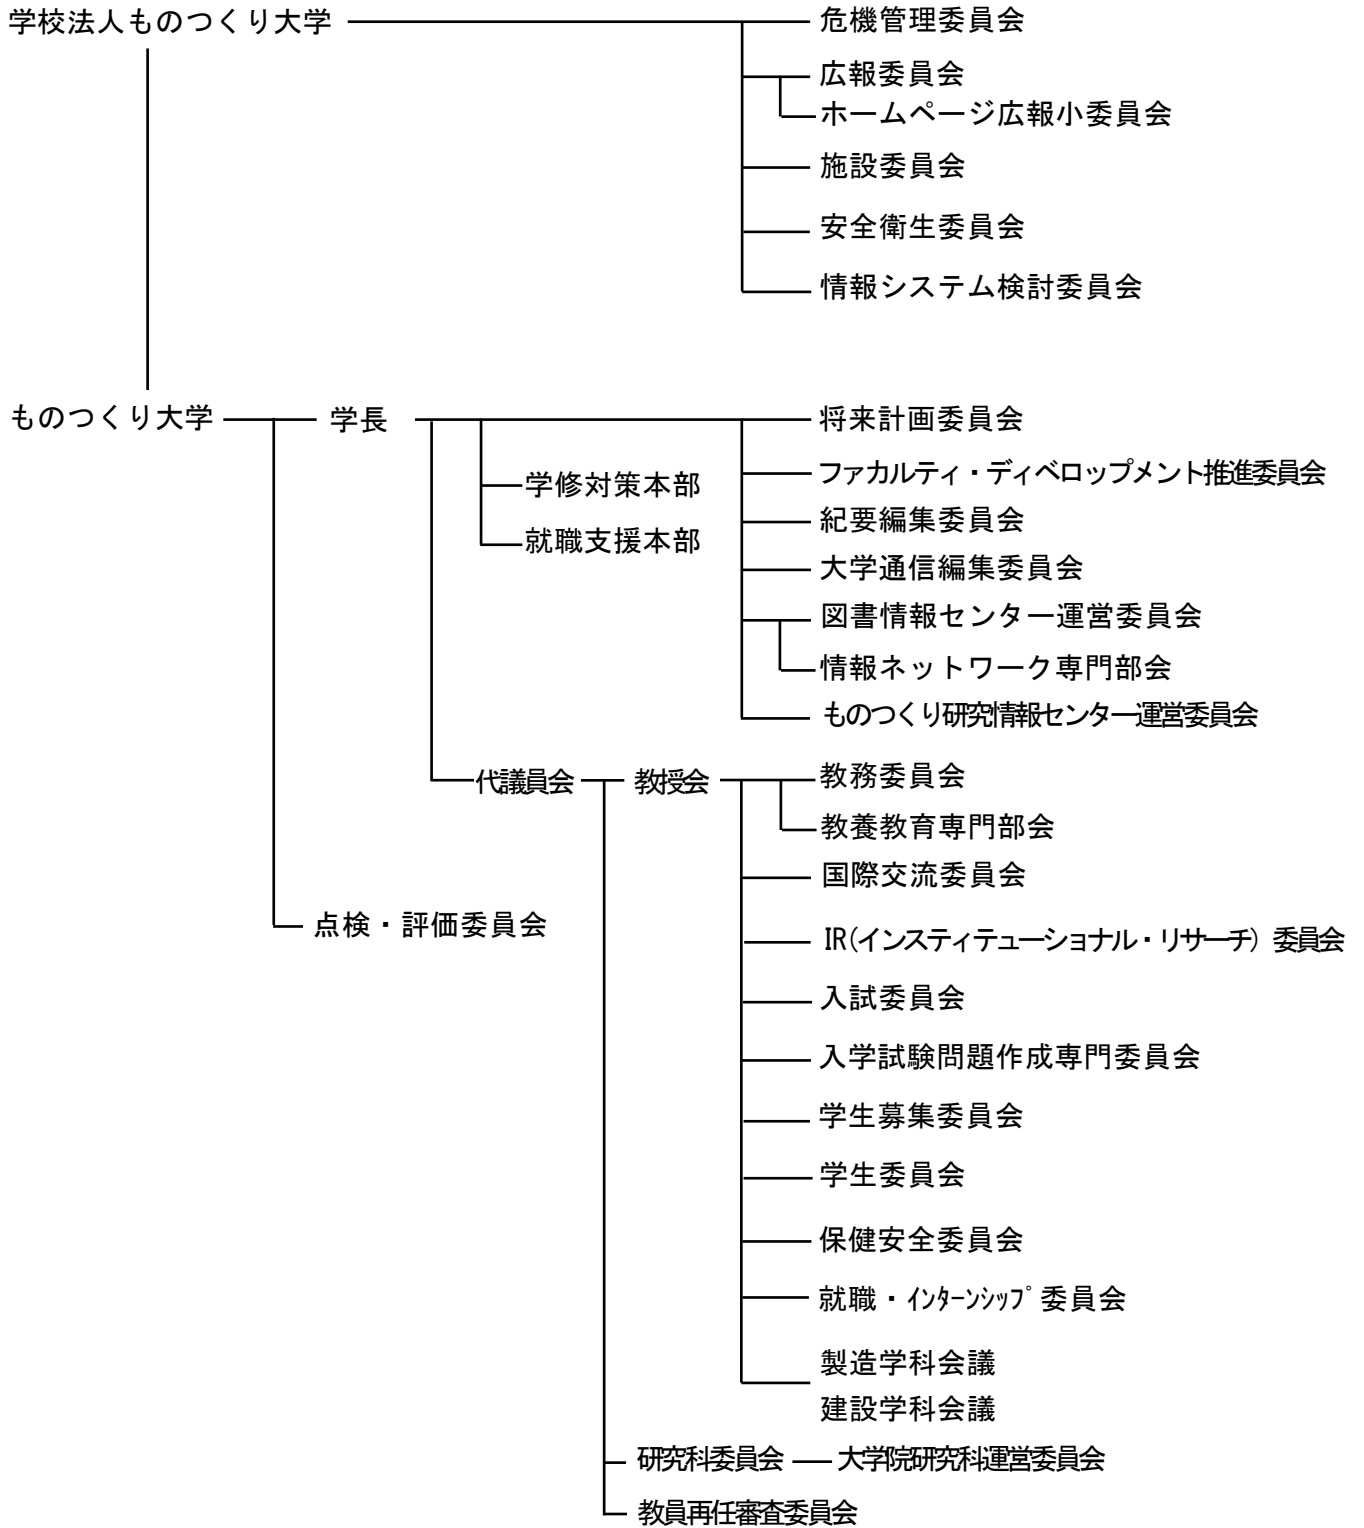 学校法人ものつくり大学
危機管理委員会
広報委員会
ホームページ広報小委員会
施設委員会
安全衛生委員会
情報システム検討委員会
ものつくり大学
学長
将来計画委員会
ファカルティ・ディベロップメント推進委員会
学修対策本部
紀要編集委員会
就職支援本部
大学通信編集委員会
図書情報センター運営委員会
情報ネットワーク専門部会
ものつくり研究情報センター運営委員会
代議員会
教授会
教務委員会
教養教育専門部会
国際交流委員会
点検・評価委員会
IR(インスティテューショナル・リサーチ) 委員会
入試委員会
入学試験問題作成専門委員会
学生募集委員会
学生委員会
保健安全委員会
就職・ｲﾝﾀｰﾝｼｯﾌﾟ委員会
製造学科会議
建設学科会議
研究科委員会
大学院研究科運営委員会
教員再任審査委員会